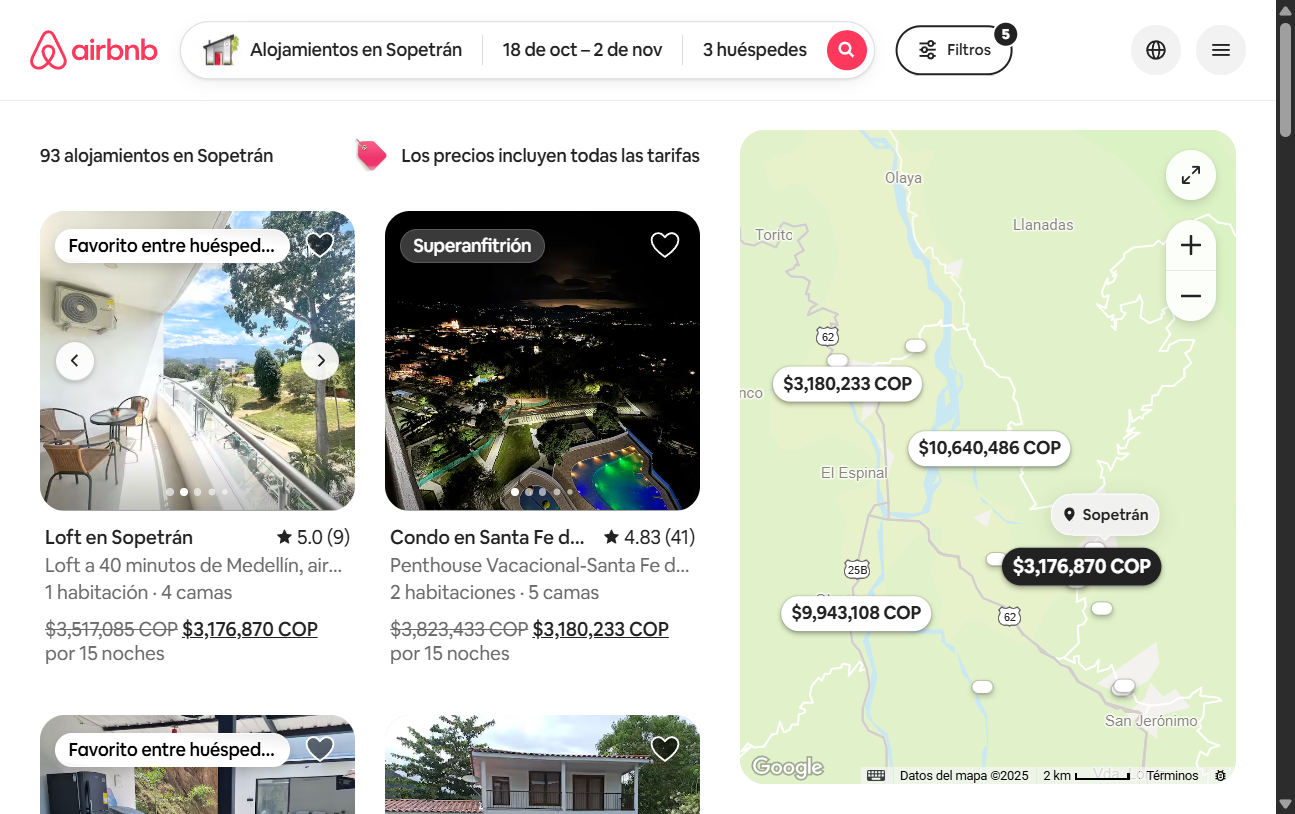 airbnb
Alojamientos en Sopetrán
18 de oct – 2 de nov
3 huéspedes
Filtros
5
93 alojamientos en Sopetrán
Los precios incluyen todas las tarifas
Favorito entre huésped...
Superanfitrión
Loft en Sopetrán
5.0 (9)
Loft a 40 minutos de Medellín, air...
1 habitación · 4 camas
$3,517,085 COP $3,176,870 COP
por 15 noches
Condo en Santa Fe d...
4.83 (41)
Penthouse Vacacional-Santa Fe d...
2 habitaciones · 5 camas
$3,823,433 COP $3,180,233 COP
por 15 noches
Favorito entre huésped...
Olaya
Llanadas
Torito
62
$3,180,233 COP
nco
$10,640,486 COP
El Espinal
Sopetrán
$3,176,870 COP
25B
$9,943,108 COP
62
San Jerónimo
Google
Datos del mapa ©2025
2 km
Términos